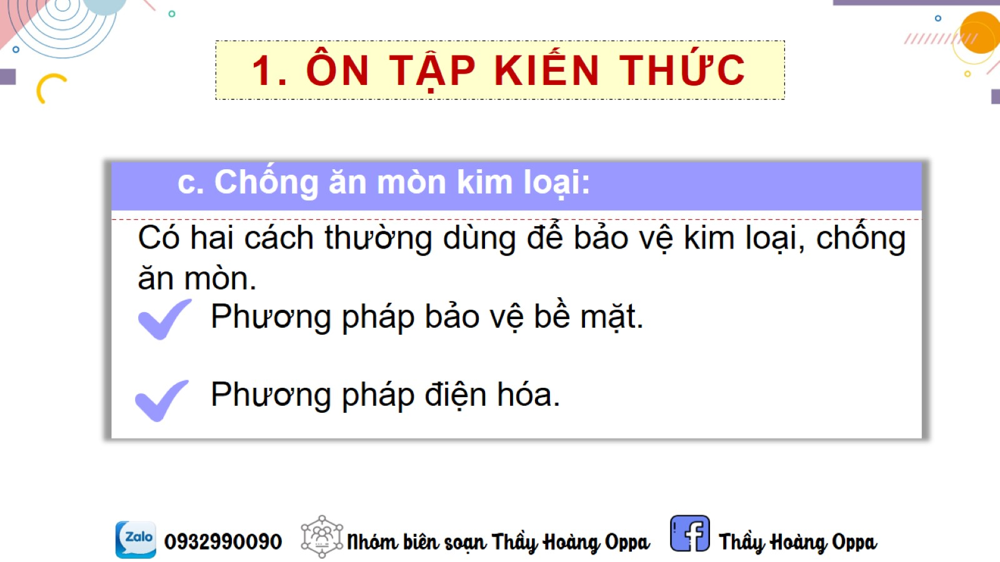 1. ÔN TẬP KIẾN THỨC
c. Chống ăn mòn kim loại:
Có hai cách thường dùng để bảo vệ kim loại, chống
ăn mòn.
Phương pháp bảo vệ bề mặt.
Phương pháp điện hóa.
Zalo 0932990090 Nhóm biên soạn Thầy Hoàng Oppa Thầy Hoàng Oppa